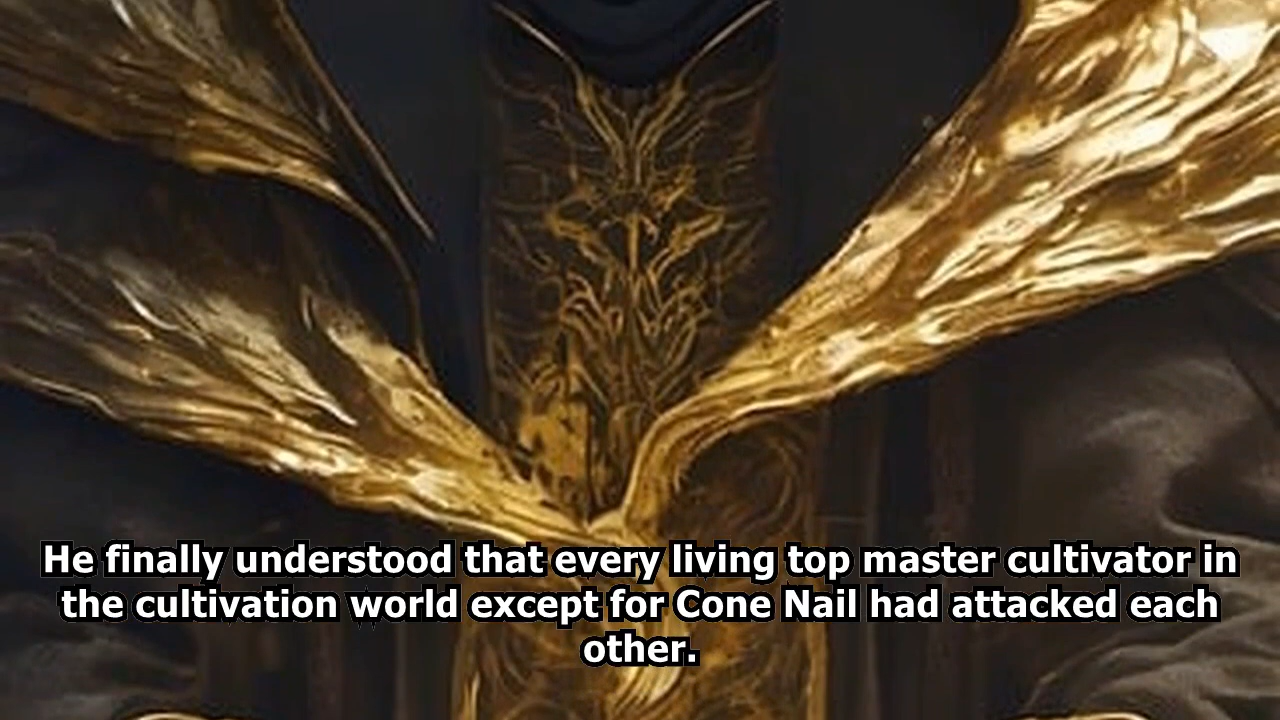 He finally understood that every living top master cultivator in
the cultivation world except for Cone Nail had attacked each
other.